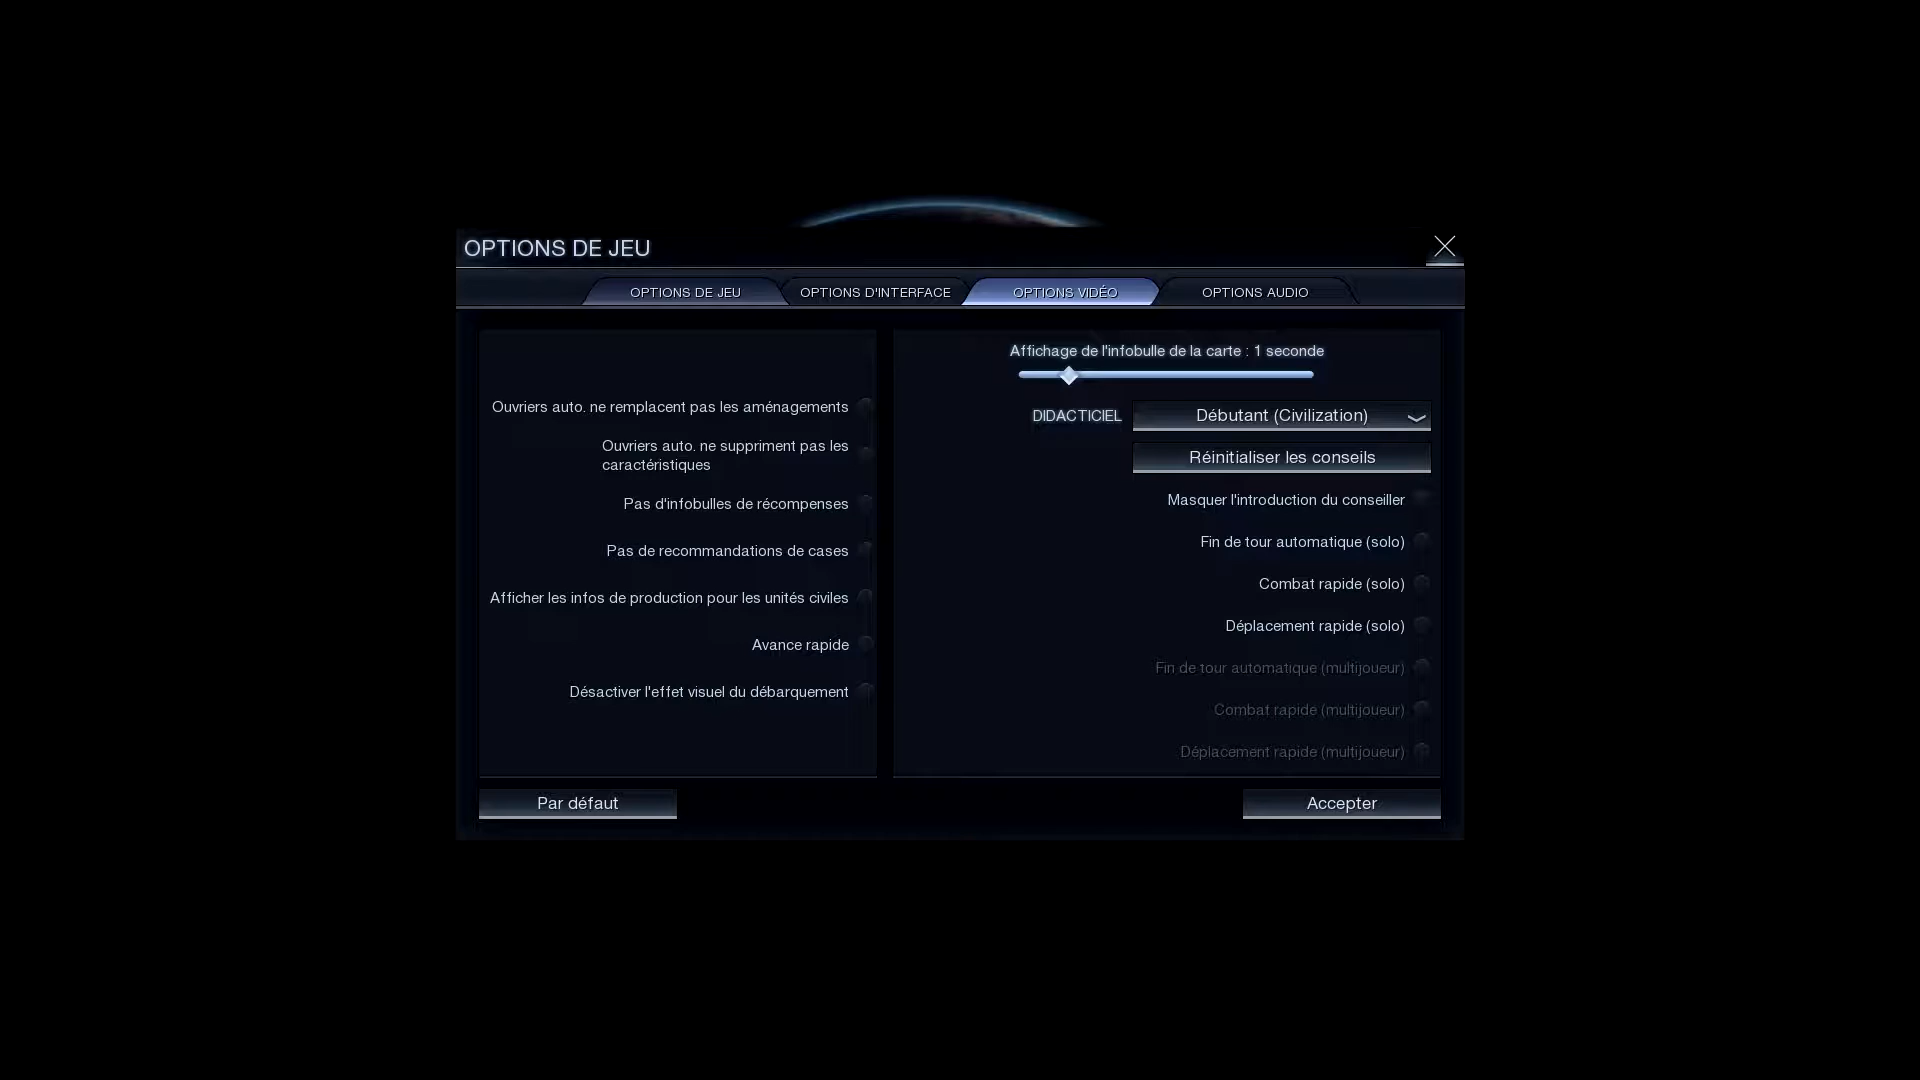 OPTIONS DE JEU
OPTIONS DE JEU
OPTIONS D'INTERFACE
OPTIONS VIDÉO
OPTIONS AUDIO
Ouvriers auto. ne remplacent pas les aménagements
Ouvriers auto. ne suppriment pas les
caractéristiques
Pas d'infobulles de récompenses
Pas de recommandations de cases
Afficher les infos de production pour les unités civiles
Avance rapide
Désactiver l'effet visuel du débarquement
Affichage de l'infobulle de la carte : 1 seconde
DIDACTICIEL
Débutant (Civilization)
Réinitialiser les conseils
Masquer l'introduction du conseiller
Fin de tour automatique (solo)
Combat rapide (solo)
Déplacement rapide (solo)
Fin de tour automatique (multijoueur)
Combat rapide (multijoueur)
Déplacement rapide (multijoueur)
Par défaut
Accepter